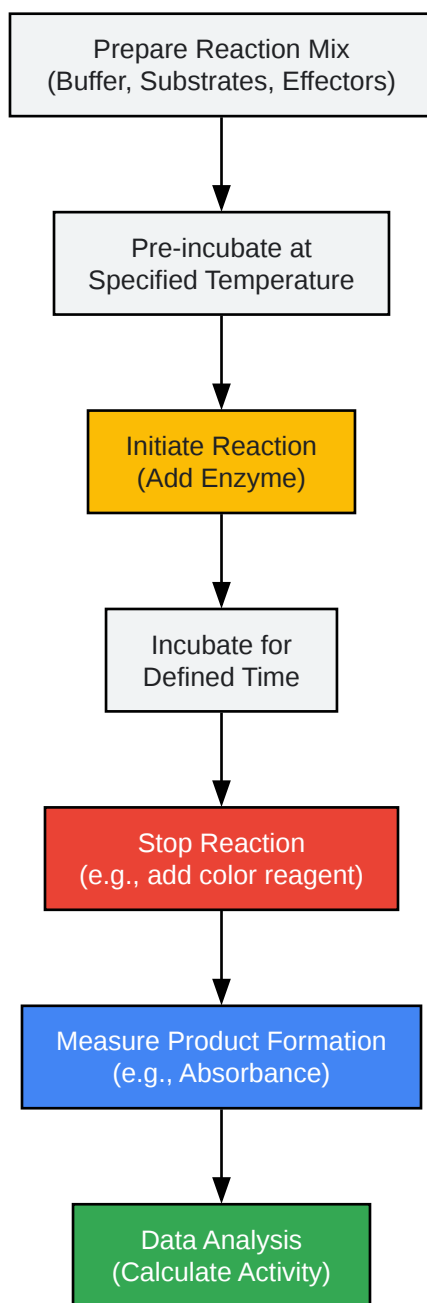 Prepare Reaction Mix
(Buffer, Substrates, Effectors)
Pre-incubate at
Specified Temperature
Initiate Reaction
(Add Enzyme)
Incubate for
Defined Time
Stop Reaction
(e.g., add color reagent)
Measure Product Formation
(e.g., Absorbance)
Data Analysis
(Calculate Activity)